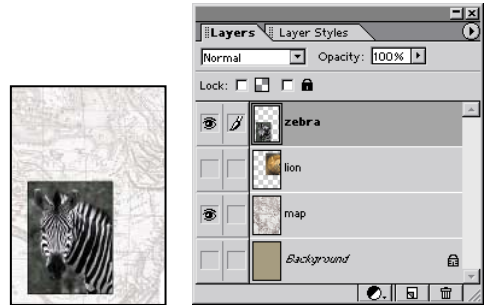 Layers
Layer Styles
Normal
Opacity: 100%
Lock:
zebra
lion
map
Background